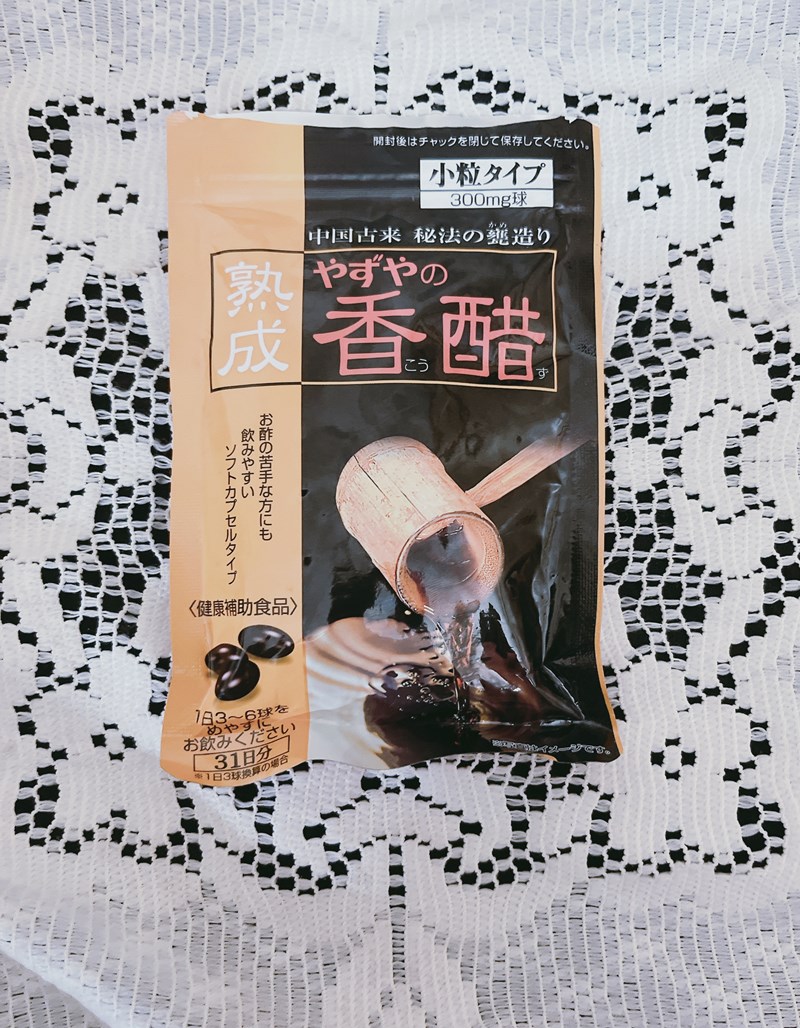 開封後はチャックを閉じて保存してください。
小粒タイプ
300mg球
中国古来 秘法の甕造り
かめ
熟成
やずやの
香醋
こうず
お酢の苦手な方にも
飲みやすい
ソフトカプセルタイプ
〈健康補助食品〉
1日3〜6球を
めやすに
お飲みください
31日分
※1日3球換算の場合
イメージです。